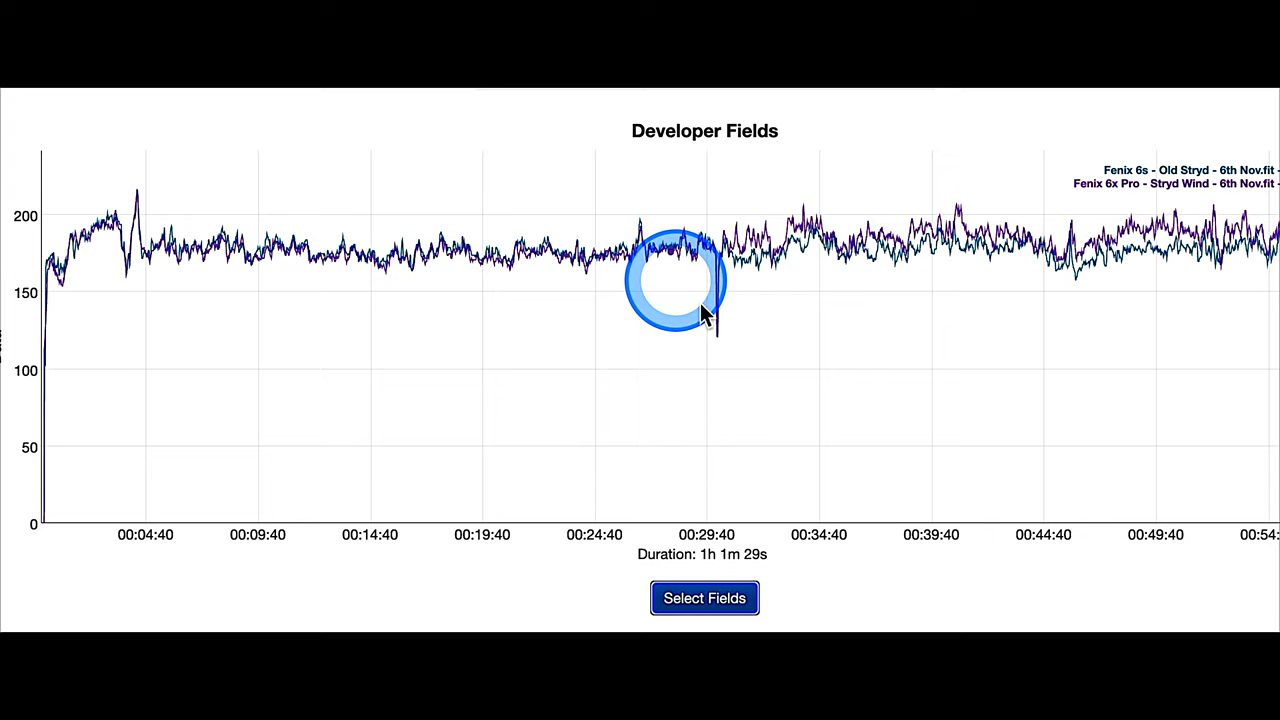 Developer Fields
Fenix 6s - Old Stryd - 6th Nov.fit -
Fenix 6x Pro - Stryd Wind - 6th Nov.fit -
200
150
100
50
0
00:04:40 00:09:40 00:14:40 00:19:40 00:24:40 00:29:40 00:34:40 00:39:40 00:44:40 00:49:40 00:54:
Duration: 1h 1m 29s
Select Fields